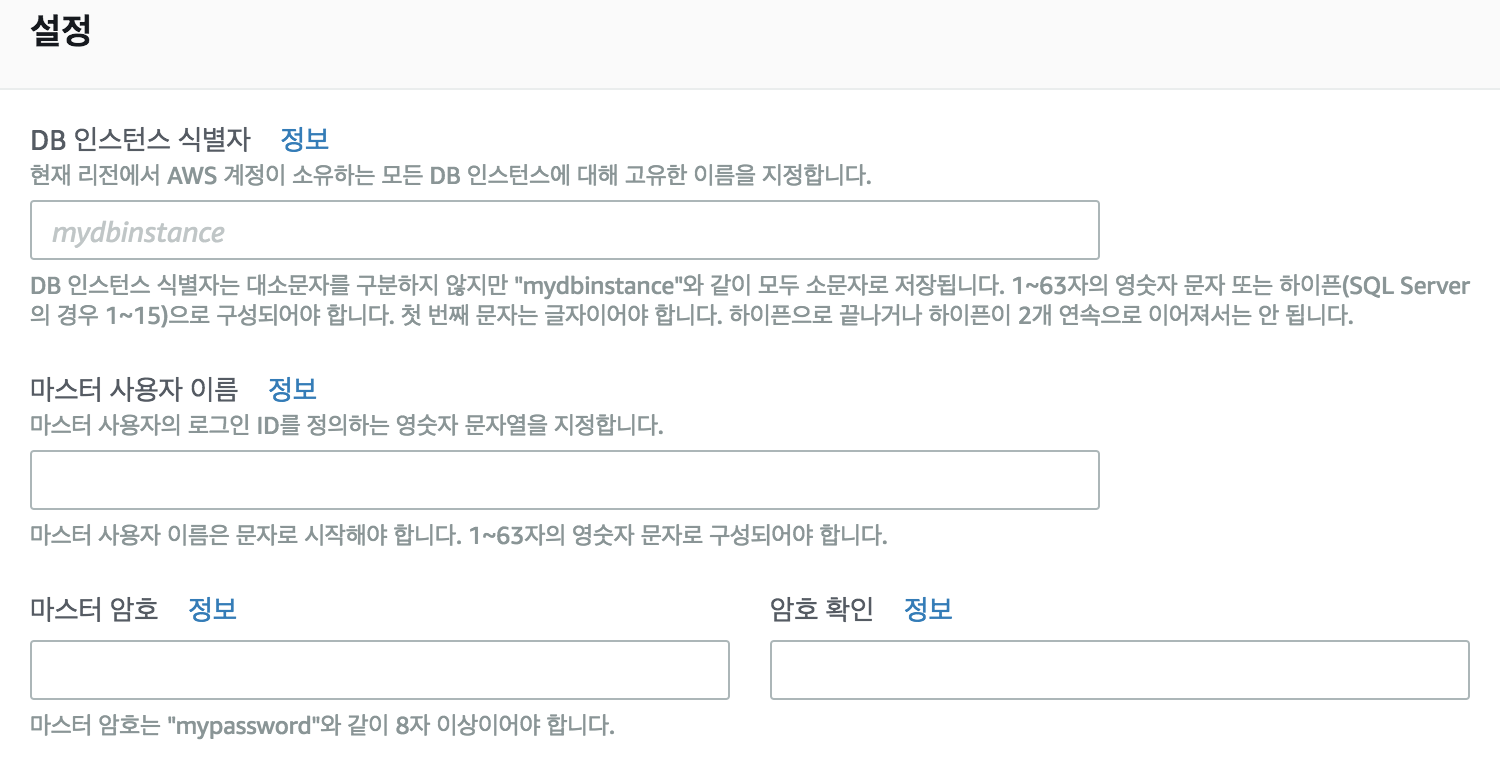 설정
DB 인스턴스 식별자 정보
현재 리전에서 AWS 계정이 소유하는 모든 DB 인스턴스에 대해 고유한 이름을 지정합니다.
mydbinstance
DB 인스턴스 식별자는 대소문자를 구분하지 않지만 "mydbinstance"와 같이 모두 소문자로 저장됩니다. 1~63자의 영숫자 문자 또는 하이픈(SQL Server
의 경우 1~15)으로 구성되어야 합니다. 첫 번째 문자는 글자이어야 합니다. 하이픈으로 끝나거나 하이픈이 2개 연속으로 이어져서는 안 됩니다.
마스터 사용자 이름 정보
마스터 사용자의 로그인 ID를 정의하는 영숫자 문자열을 지정합니다.
마스터 사용자 이름은 문자로 시작해야 합니다. 1~63자의 영숫자 문자로 구성되어야 합니다.
마스터 암호 정보
암호 확인 정보
마스터 암호는 "mypassword"와 같이 8자 이상이어야 합니다.